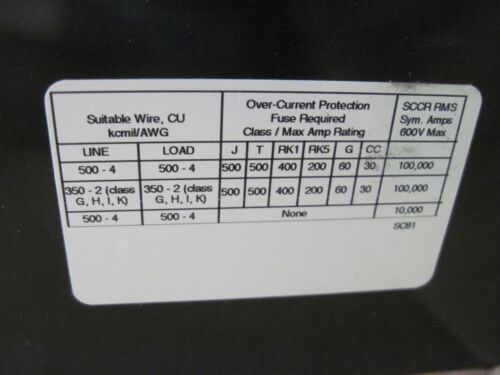 Suitable Wire, CU
kcmil/AWG
Over-Current Protection
Fuse Required
Class / Max Amp Rating
SCCR RMS
Sym. Amps
600V Max
LINE LOAD J T RK1 RK5 G CC
500 - 4 500 - 4 500 500 400 200 60 30 100,000
350 - 2 (class
G, H, I, K)
350 - 2 (class
G, H, I, K)
500 500 400 200 60 30 100,000
500 - 4 500 - 4 None 10,000
SC81